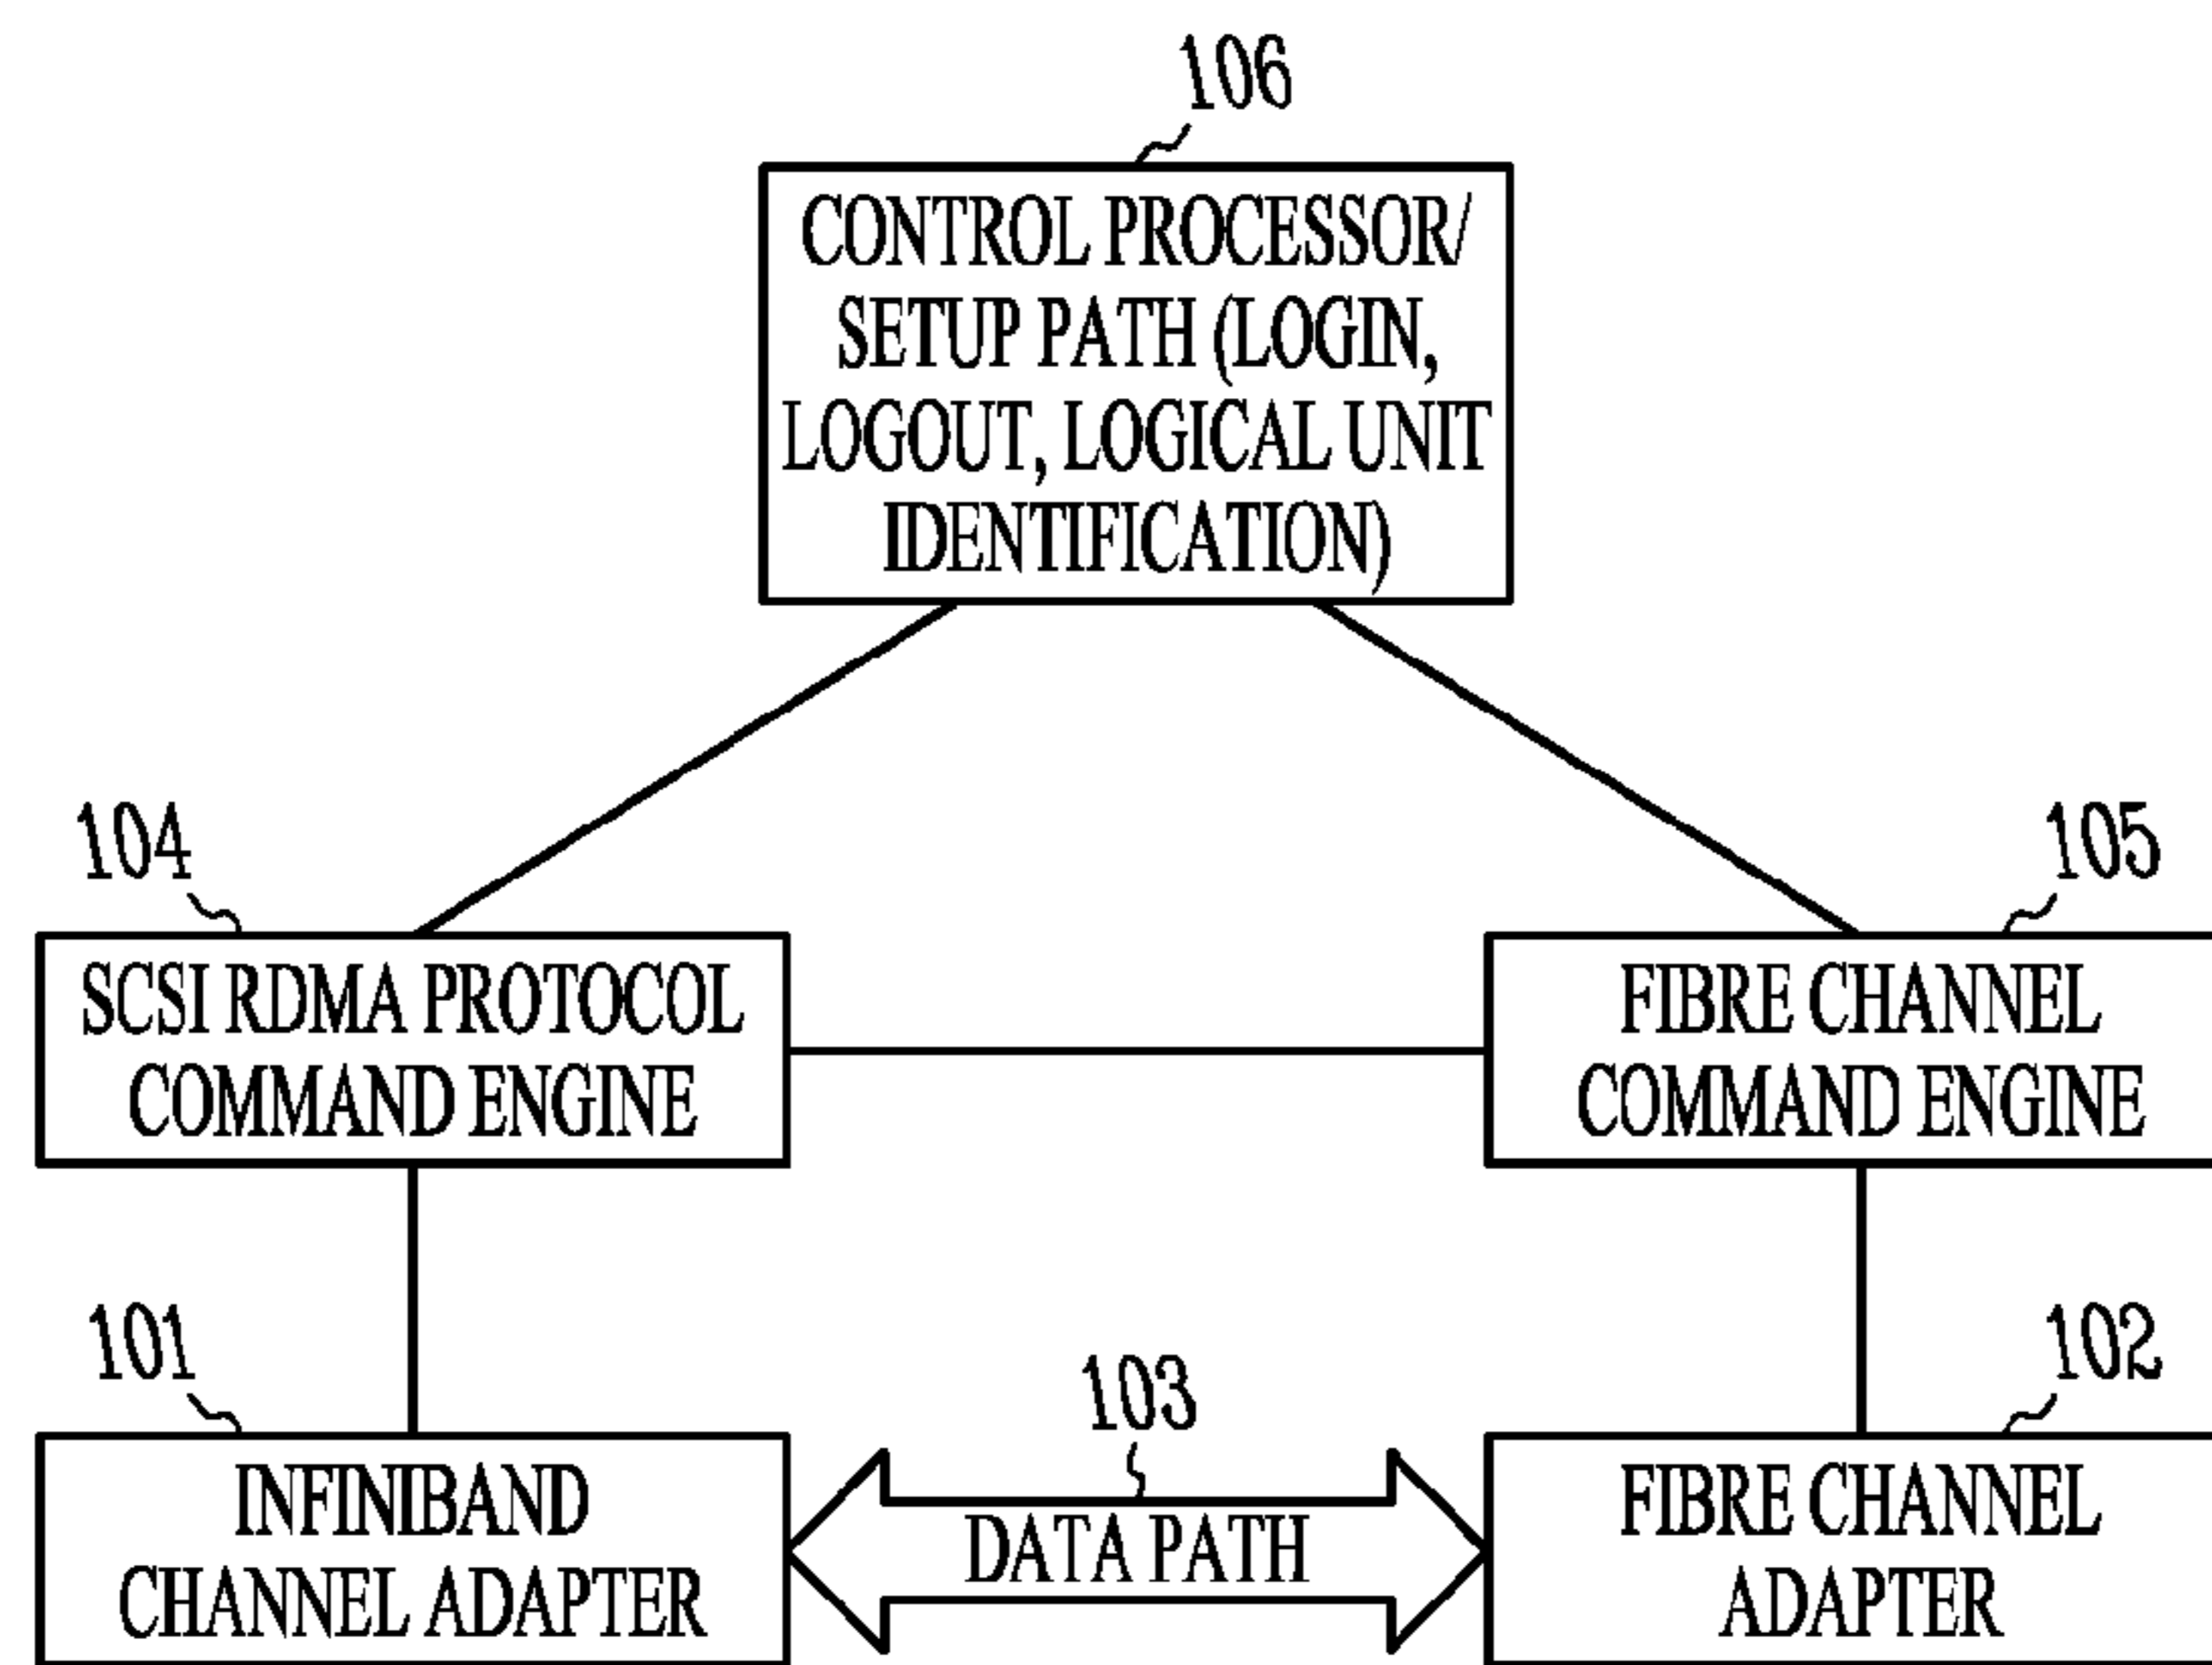 106
CONTROL PROCESSOR/
SETUP PATH (LOGIN,
LOGOUT, LOGICAL UNIT
IDENTIFICATION)
104
105
SCSI RDMA PROTOCOL
COMMAND ENGINE
FIBRE CHANNEL
COMMAND ENGINE
101
103
102
INFINIBAND
CHANNEL ADAPTER
DATA PATH
FIBRE CHANNEL
ADAPTER